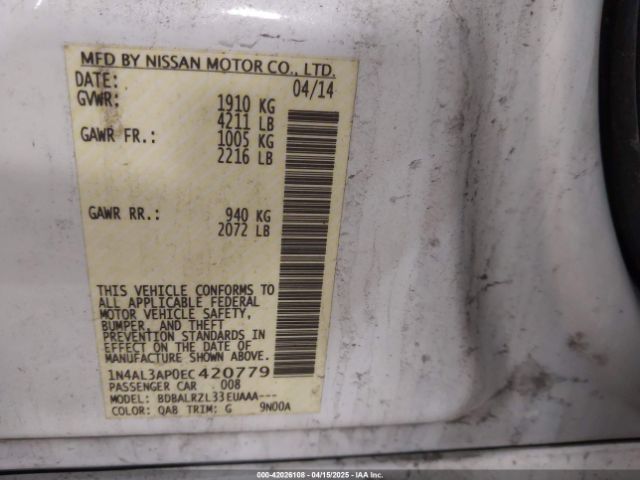 MFD BY NISSAN MOTOR CO., LTD.
DATE: 04/14
GVWR: 1910 KG
4211 LB
GAWR FR.: 1005 KG
2216 LB
GAWR RR.: 940 KG
2072 LB
THIS VEHICLE CONFORMS TO
ALL APPLICABLE FEDERAL
MOTOR VEHICLE SAFETY,
BUMPER, AND THEFT
PREVENTION STANDARDS IN
EFFECT ON THE DATE OF
MANUFACTURE SHOWN ABOVE.
1N4AL3AP0EC420779
PASSENGER CAR 008
MODEL: BDBALRZL33EUAAA---
COLOR: QAB TRIM: G 9N00A
000-42026108 - 04/15/2025 - IAA Inc.